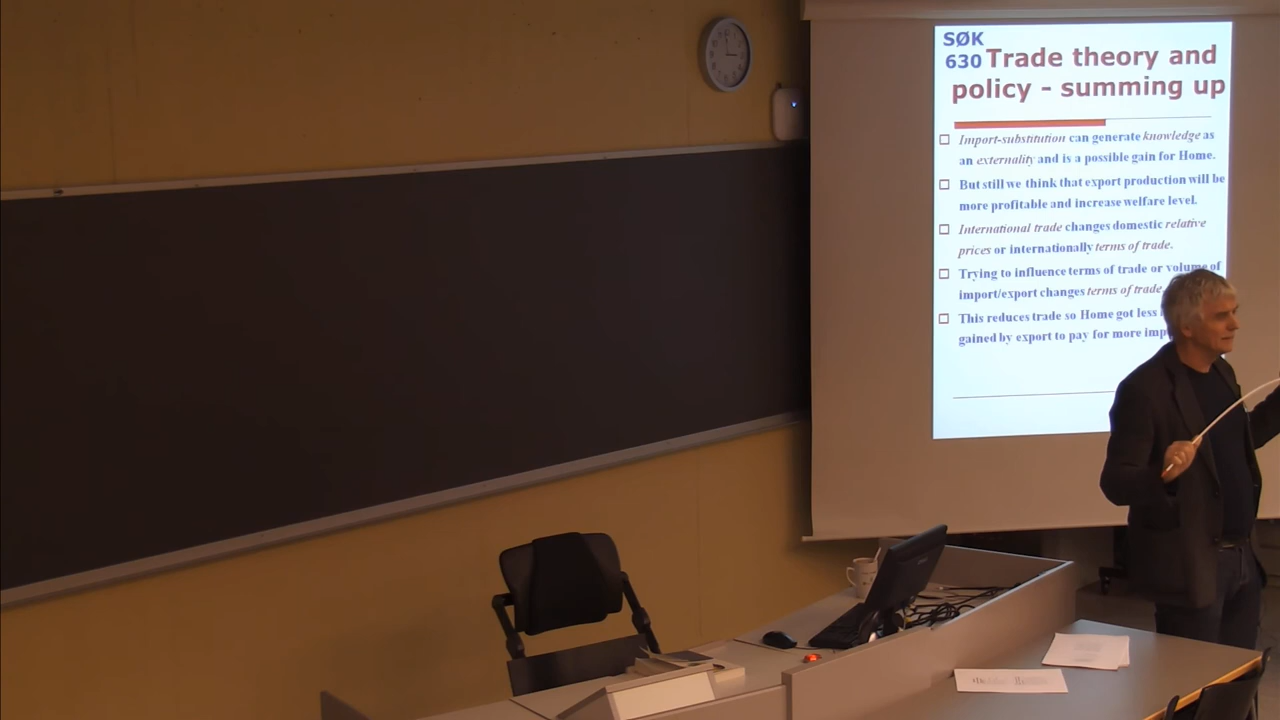 SØK
630 Trade theory and
policy - summing up
Import-substitution can generate knowledge as
an externality and is a possible gain for Home.
But still we think that export production will be
more profitable and increase welfare level.
International trade changes domestic relative
prices or internationally terms of trade.
Trying to influence terms of trade or volume of
import/export changes terms of trade
This reduces trade so Home got less
gained by export to pay for more imp